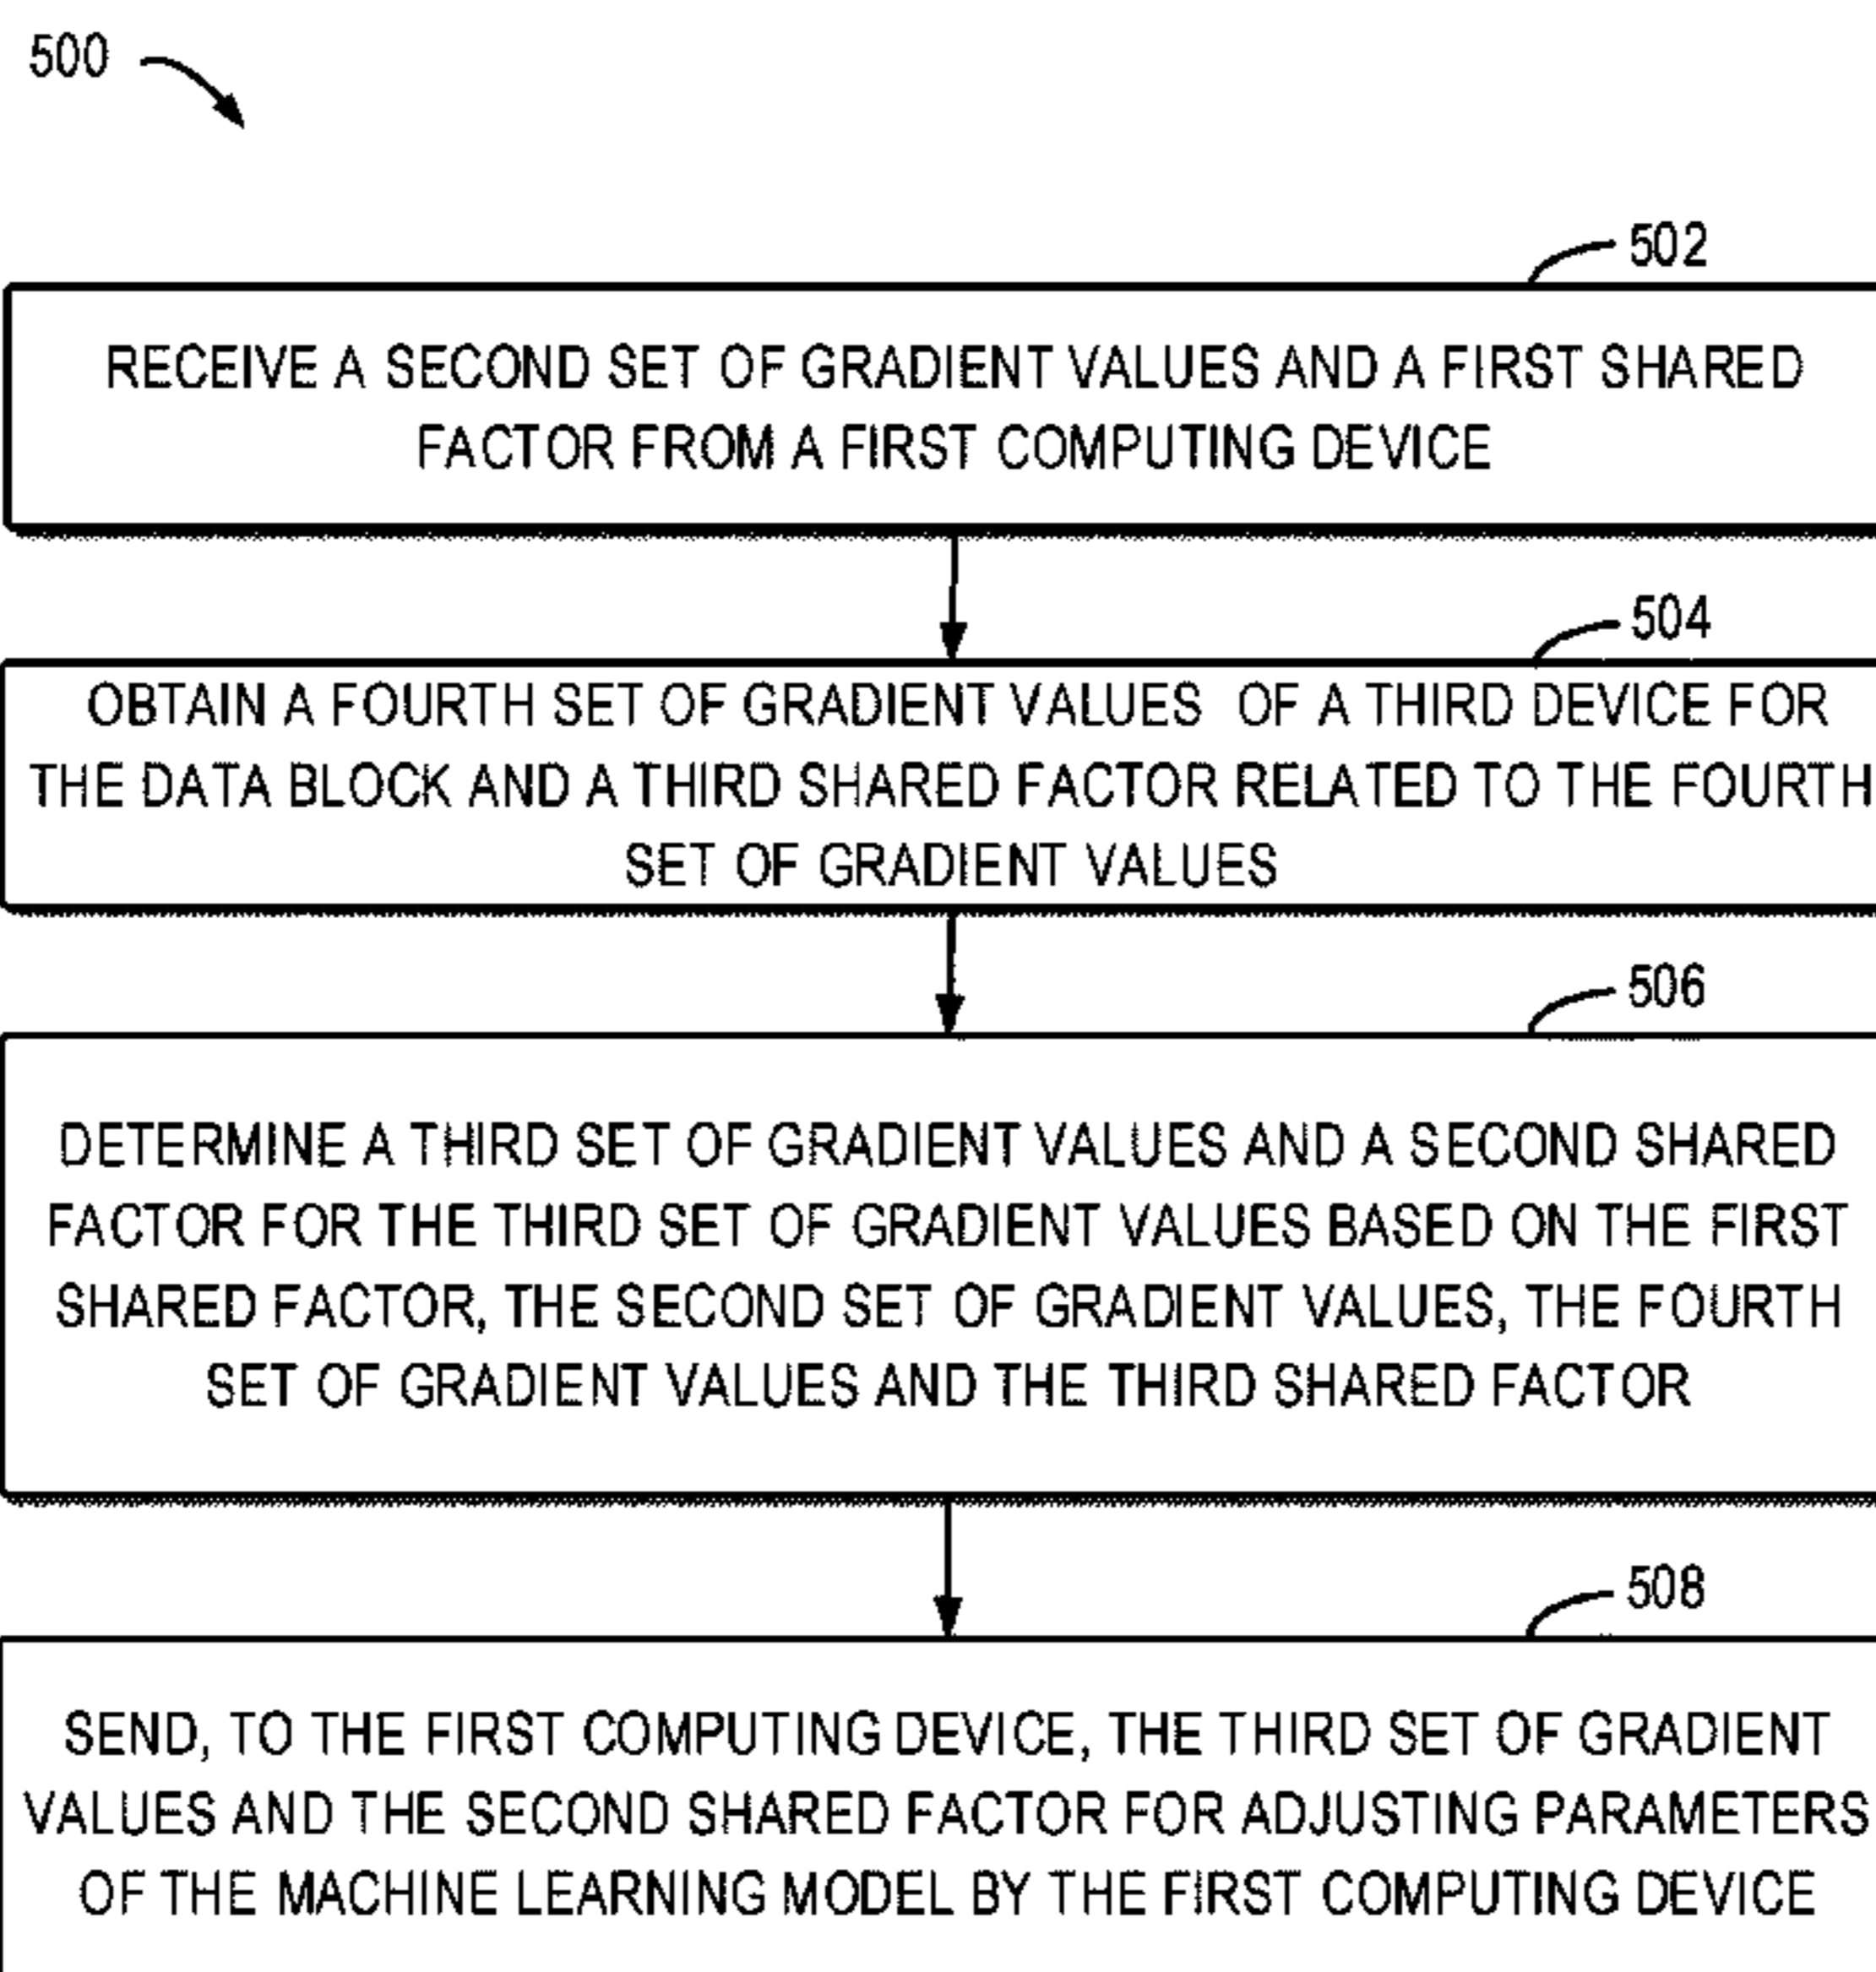 500
502
RECEIVE A SECOND SET OF GRADIENT VALUES AND A FIRST SHARED
FACTOR FROM A FIRST COMPUTING DEVICE
504
OBTAIN A FOURTH SET OF GRADIENT VALUES OF A THIRD DEVICE FOR
THE DATA BLOCK AND A THIRD SHARED FACTOR RELATED TO THE FOURTH
SET OF GRADIENT VALUES
506
DETERMINE A THIRD SET OF GRADIENT VALUES AND A SECOND SHARED
FACTOR FOR THE THIRD SET OF GRADIENT VALUES BASED ON THE FIRST
SHARED FACTOR, THE SECOND SET OF GRADIENT VALUES, THE FOURTH
SET OF GRADIENT VALUES AND THE THIRD SHARED FACTOR
508
SEND, TO THE FIRST COMPUTING DEVICE, THE THIRD SET OF GRADIENT
VALUES AND THE SECOND SHARED FACTOR FOR ADJUSTING PARAMETERS
OF THE MACHINE LEARNING MODEL BY THE FIRST COMPUTING DEVICE